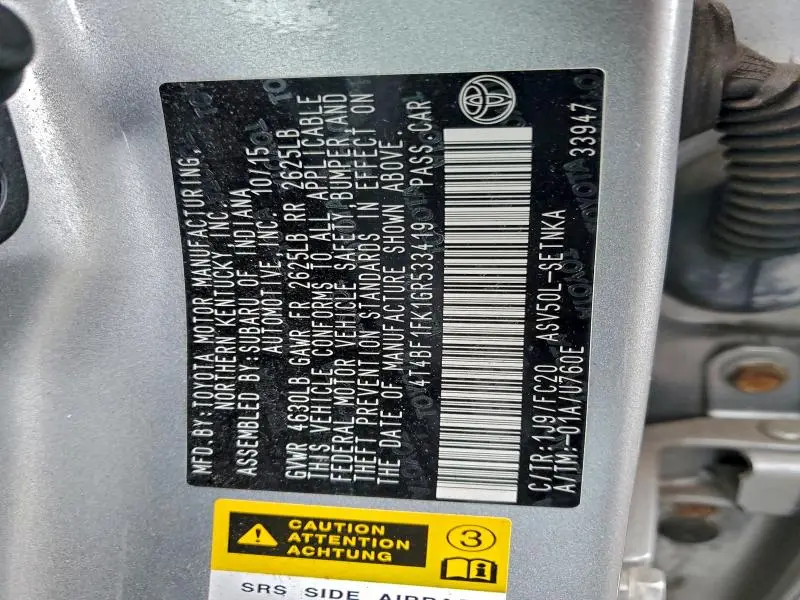 MFD.BY:TOYOTA MOTOR MANUFACTURING,
NORTHERN KENTUCKY, INC.
ASSEMBLED BY:SUBARU OF INDIANA
AUTOMOTIVE,INC. 10/15
GVWR 4630LB GAWR FR 2625LB RR 2625LB
THIS VEHICLE CONFORMS TO ALL APPLICABLE
FEDERAL MOTOR VEHICLE SAFETY,BUMPER,AND
THEFT PREVENTION STANDARDS IN EFFECT ON
THE DATE OF MANUFACTURE SHOWN ABOVE.
4T4BF1FK1GR533419 PASS.CAR
C/TR:1J9/FC20 ASV50L-SETNKA
A/TM:-01A/U760E 33947
CAUTION
ATTENTION
ACHTUNG
3
SRS SIDE AIRBAG